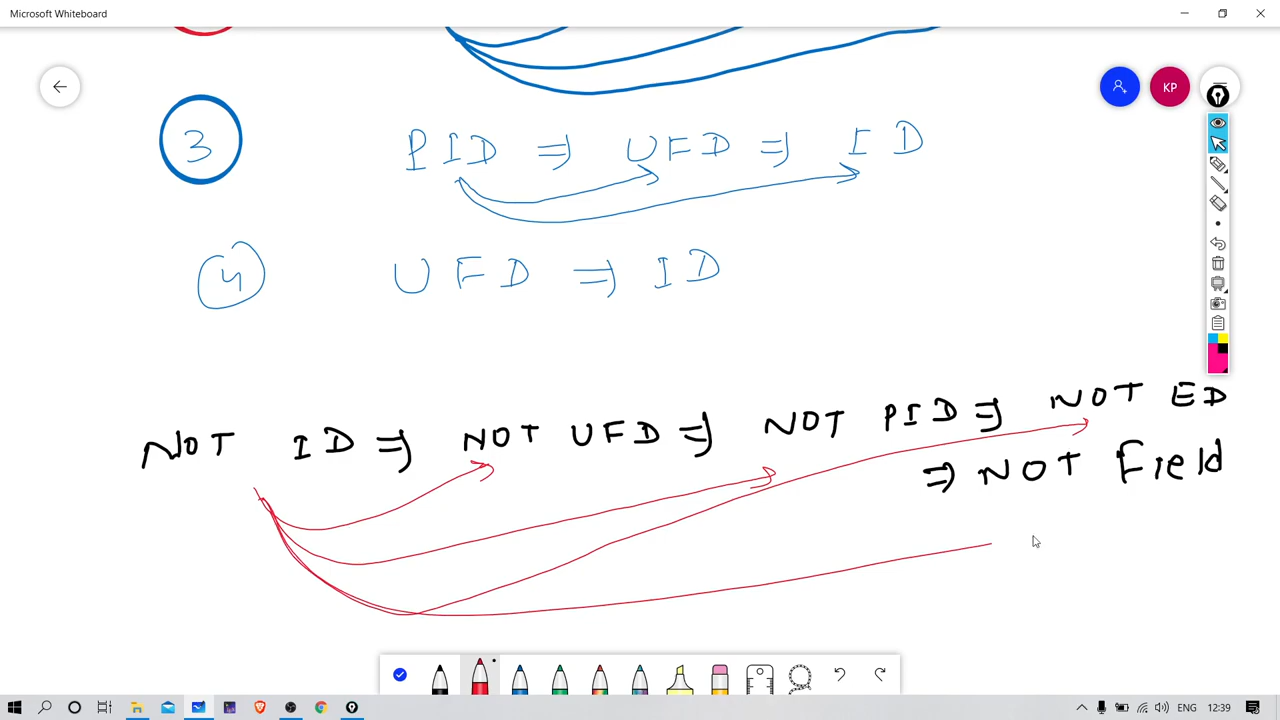 Microsoft Whiteboard
KP
3 PID ⇒ UFD ⇒ ID
4 UFD ⇒ ID
NOT ID ⇒ NOT UFD ⇒ NOT PID ⇒ NOT ED
⇒ NOT Field
ENG 12:39